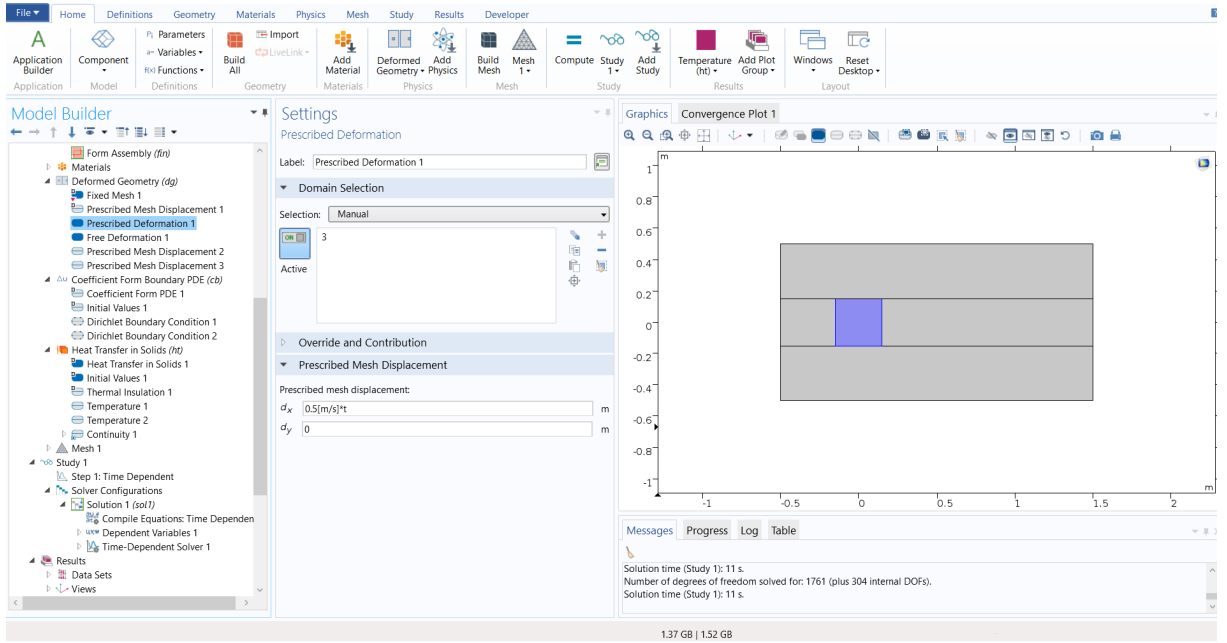 File
Home
Definitions
Geometry
Materials
Physics
Mesh
Study
Results
Developer
Application Builder
Component
Pi Parameters
a= Variables
f(x) Functions
Build All
Import
LiveLink
Add Material
Deformed Geometry
Add Physics
Build Mesh
Mesh 1
Compute
Study 1
Add Study
Temperature (ht)
Add Plot Group
Windows
Reset Desktop
Application
Model
Definitions
Geometry
Materials
Physics
Mesh
Study
Results
Layout
Model Builder
Form Assembly (fin)
Materials
Deformed Geometry (dg)
Fixed Mesh 1
Prescribed Mesh Displacement 1
Prescribed Deformation 1
Free Deformation 1
Prescribed Mesh Displacement 2
Prescribed Mesh Displacement 3
Δu Coefficient Form Boundary PDE (cb)
Coefficient Form PDE 1
Initial Values 1
Dirichlet Boundary Condition 1
Dirichlet Boundary Condition 2
Heat Transfer in Solids (ht)
Heat Transfer in Solids 1
Initial Values 1
Thermal Insulation 1
Temperature 1
Temperature 2
Continuity 1
Mesh 1
Study 1
Step 1: Time Dependent
Solver Configurations
Solution 1 (sol1)
Compile Equations: Time Dependen
Dependent Variables 1
Time-Dependent Solver 1
Results
Data Sets
Views
Settings
Prescribed Deformation
Label: Prescribed Deformation 1
Domain Selection
Selection: Manual
ON
Active
3
Override and Contribution
Prescribed Mesh Displacement
Prescribed mesh displacement:
dx 0.5[m/s]*t m
dy 0 m
Graphics
Convergence Plot 1
m
1
0.8
0.6
0.4
0.2
0
-0.2
-0.4
-0.6
-0.8
-1
-1
-0.5
0
0.5
1
1.5
2
m
Messages
Progress
Log
Table
Solution time (Study 1): 11 s.
Number of degrees of freedom solved for: 1761 (plus 304 internal DOFs).
Solution time (Study 1): 11 s.
1.37 GB | 1.52 GB